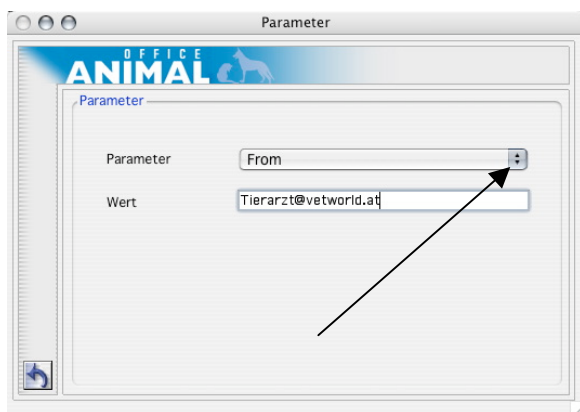 Parameter
OFFICE
ANIMAL
Parameter
Parameter From
Wert Tierarzt@vetworld.at